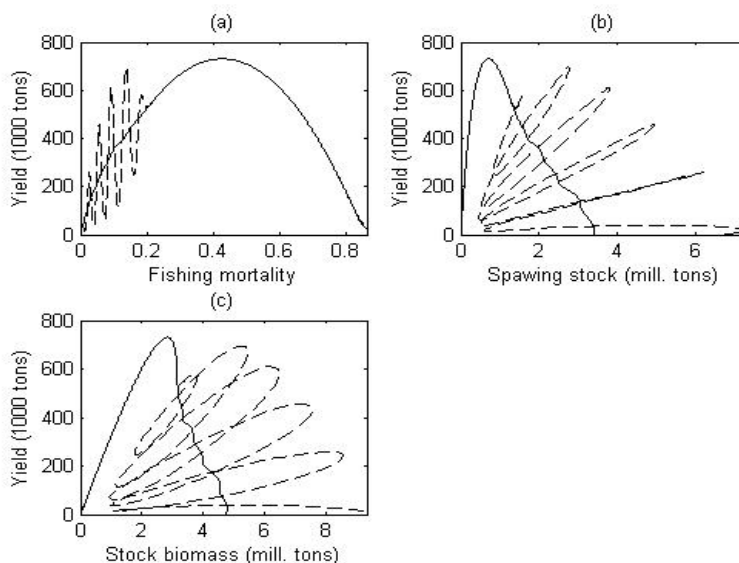 (a)
Yield (1000 tons)
800
600
400
200
0
0 0.2 0.4 0.6 0.8
Fishing mortality
(b)
Yield (1000 tons)
800
600
400
200
0
0 2 4 6
Spawing stock (mill. tons)
(c)
Yield (1000 tons)
800
600
400
200
0
0 2 4 6 8
Stock biomass (mill. tons)